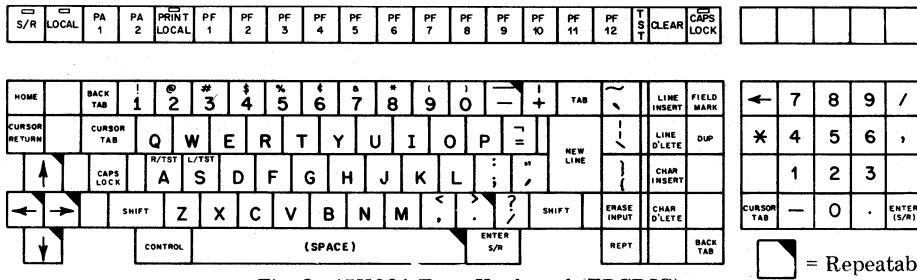 S/R LOCAL PA 1 PA 2 PRINT LOCAL PF 1 PF 2 PF 3 PF 4 PF 5 PF 6 PF 7 PF 8 PF 9 PF 10 PF 11 PF 12 TST CLEAR CAPS LOCK
HOME BACK TAB ! 1 @ 2 # 3 $ 4 % 5 ¢ 6 & 7 * 8 ( 9 ) 0 — - | + TAB ~ \ LINE INSERT FIELD MARK ← 7 8 9 /
CURSOR RETURN CURSOR TAB Q W E R T Y U I O P ¬ = NEW LINE ¦ | LINE D'LETE DUP * 4 5 6 ,
↑ CAPS LOCK R/TST A L/TST S D F G H J K L : ; " ' } { CHAR INSERT 1 2 3
← → SHIFT Z X C V B N M < , > . ? / SHIFT ERASE INPUT CHAR D'LETE CURSOR TAB — 0 . ENTER (S/R)
↓ CONTROL (SPACE) ENTER S/R REPT BACK TAB = Repeatab